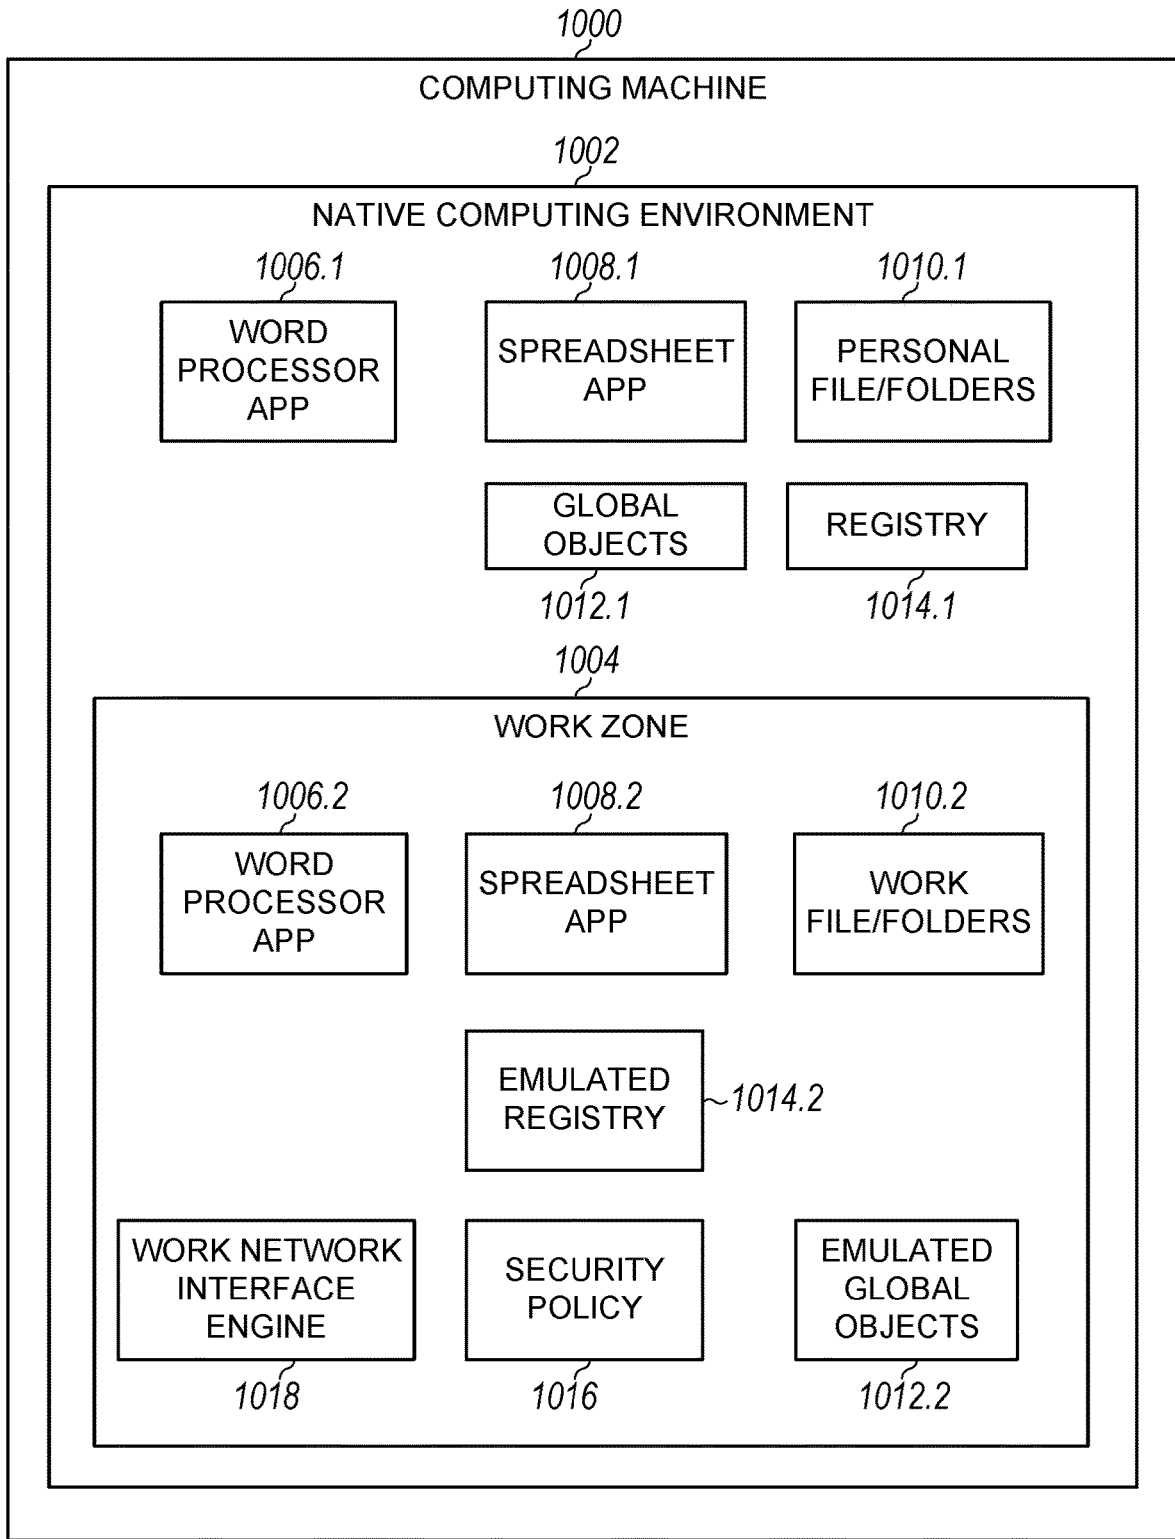 1000
COMPUTING MACHINE
1002
NATIVE COMPUTING ENVIRONMENT
1006.1
WORD
PROCESSOR
APP
1008.1
SPREADSHEET
APP
1010.1
PERSONAL
FILE/FOLDERS
GLOBAL
OBJECTS
1012.1
REGISTRY
1014.1
1004
WORK ZONE
1006.2
WORD
PROCESSOR
APP
1008.2
SPREADSHEET
APP
1010.2
WORK
FILE/FOLDERS
EMULATED
REGISTRY
1014.2
WORK NETWORK
INTERFACE
ENGINE
1018
SECURITY
POLICY
1016
EMULATED
GLOBAL
OBJECTS
1012.2